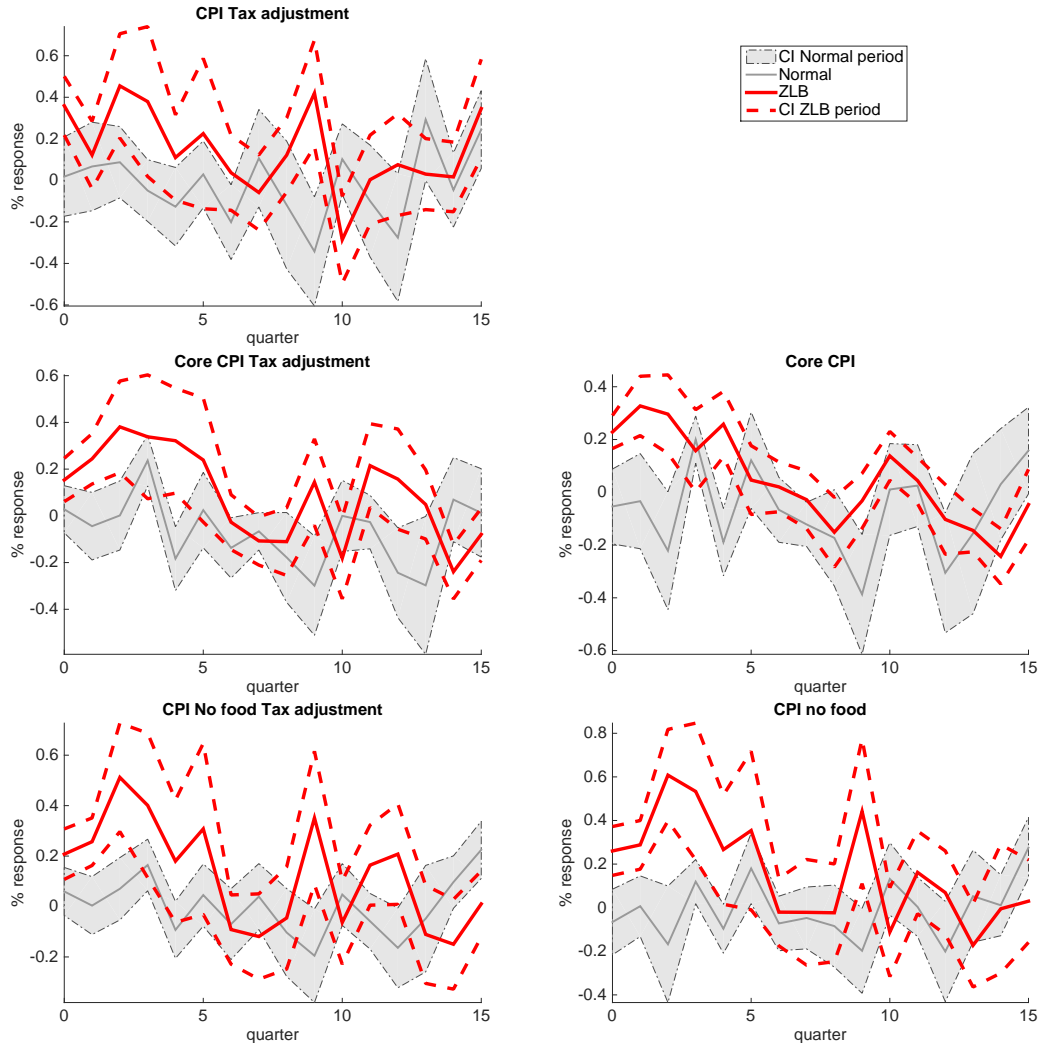 CPI Tax adjustment
0.6
0.4
0.2
0
-0.2
-0.4
-0.6
% response
0 5 10 15
quarter
CI Normal period
Normal
ZLB
CI ZLB period
Core CPI Tax adjustment
0.6
0.4
0.2
0
-0.2
-0.4
% response
0 5 10 15
quarter
Core CPI
0.4
0.2
0
-0.2
-0.4
-0.6
% response
0 5 10 15
quarter
CPI No food Tax adjustment
0.6
0.4
0.2
0
-0.2
% response
0 5 10 15
quarter
CPI no food
0.8
0.6
0.4
0.2
0
-0.2
-0.4
% response
0 5 10 15
quarter